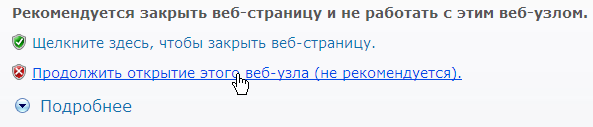 Рекомендуется закрыть веб-страницу и не работать с этим веб-узлом.
Щелкните здесь, чтобы закрыть веб-страницу.
Продолжить открытие этого веб-узла (не рекомендуется).
Подробнее